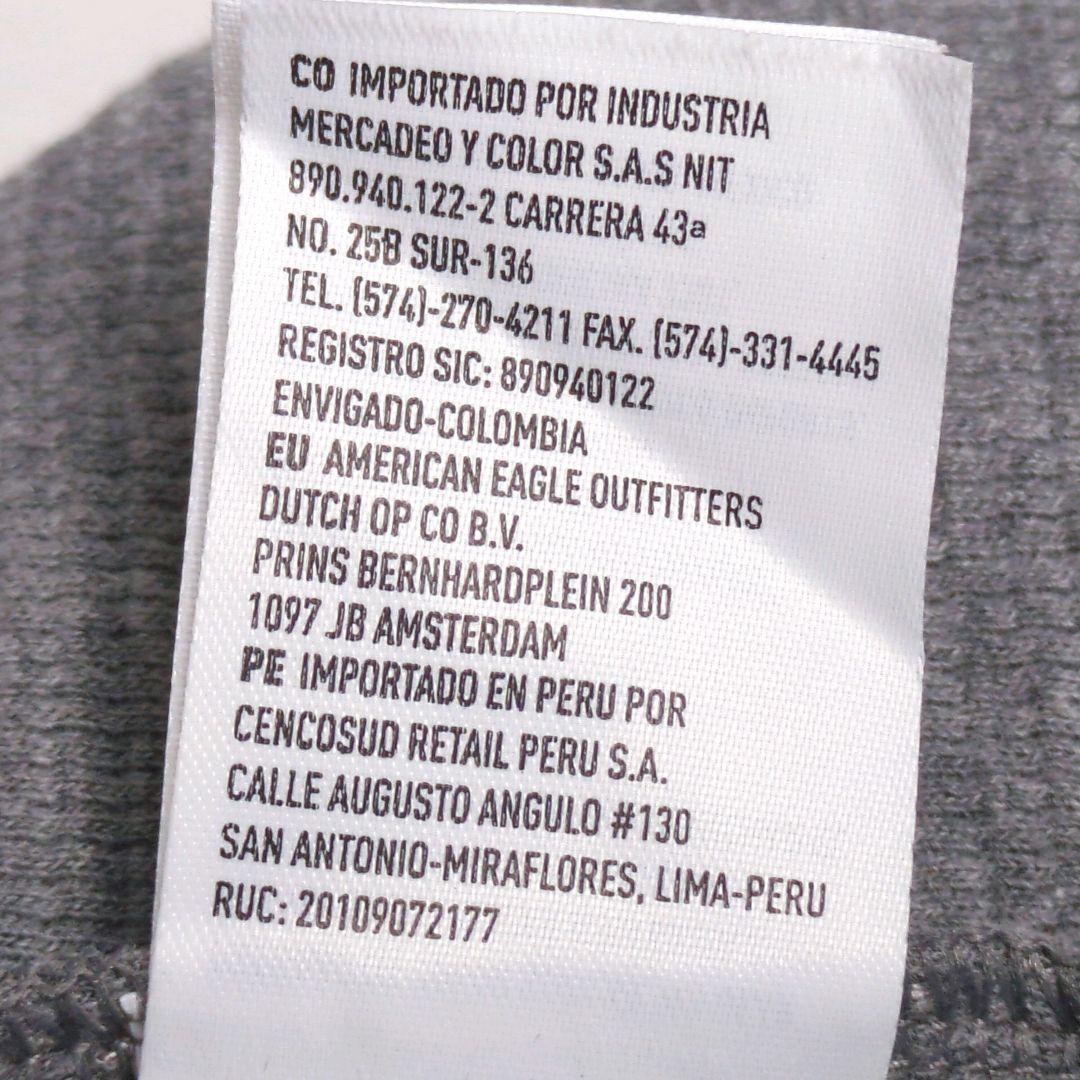 CO IMPORTADO POR INDUSTRIA
MERCADEO Y COLOR S.A.S NIT
890.940.122-2 CARRERA 43ª
NO. 25B SUR-136
TEL. (574)-270-4211 FAX. (574)-331-4445
REGISTRO SIC: 890940122
ENVIGADO-COLOMBIA
EU AMERICAN EAGLE OUTFITTERS
DUTCH OP CO B.V.
PRINS BERNHARDPLEIN 200
1097 JB AMSTERDAM
PE IMPORTADO EN PERU POR
CENCOSUD RETAIL PERU S.A.
CALLE AUGUSTO ANGULO #130
SAN ANTONIO-MIRAFLORES, LIMA-PERU
RUC: 20109072177